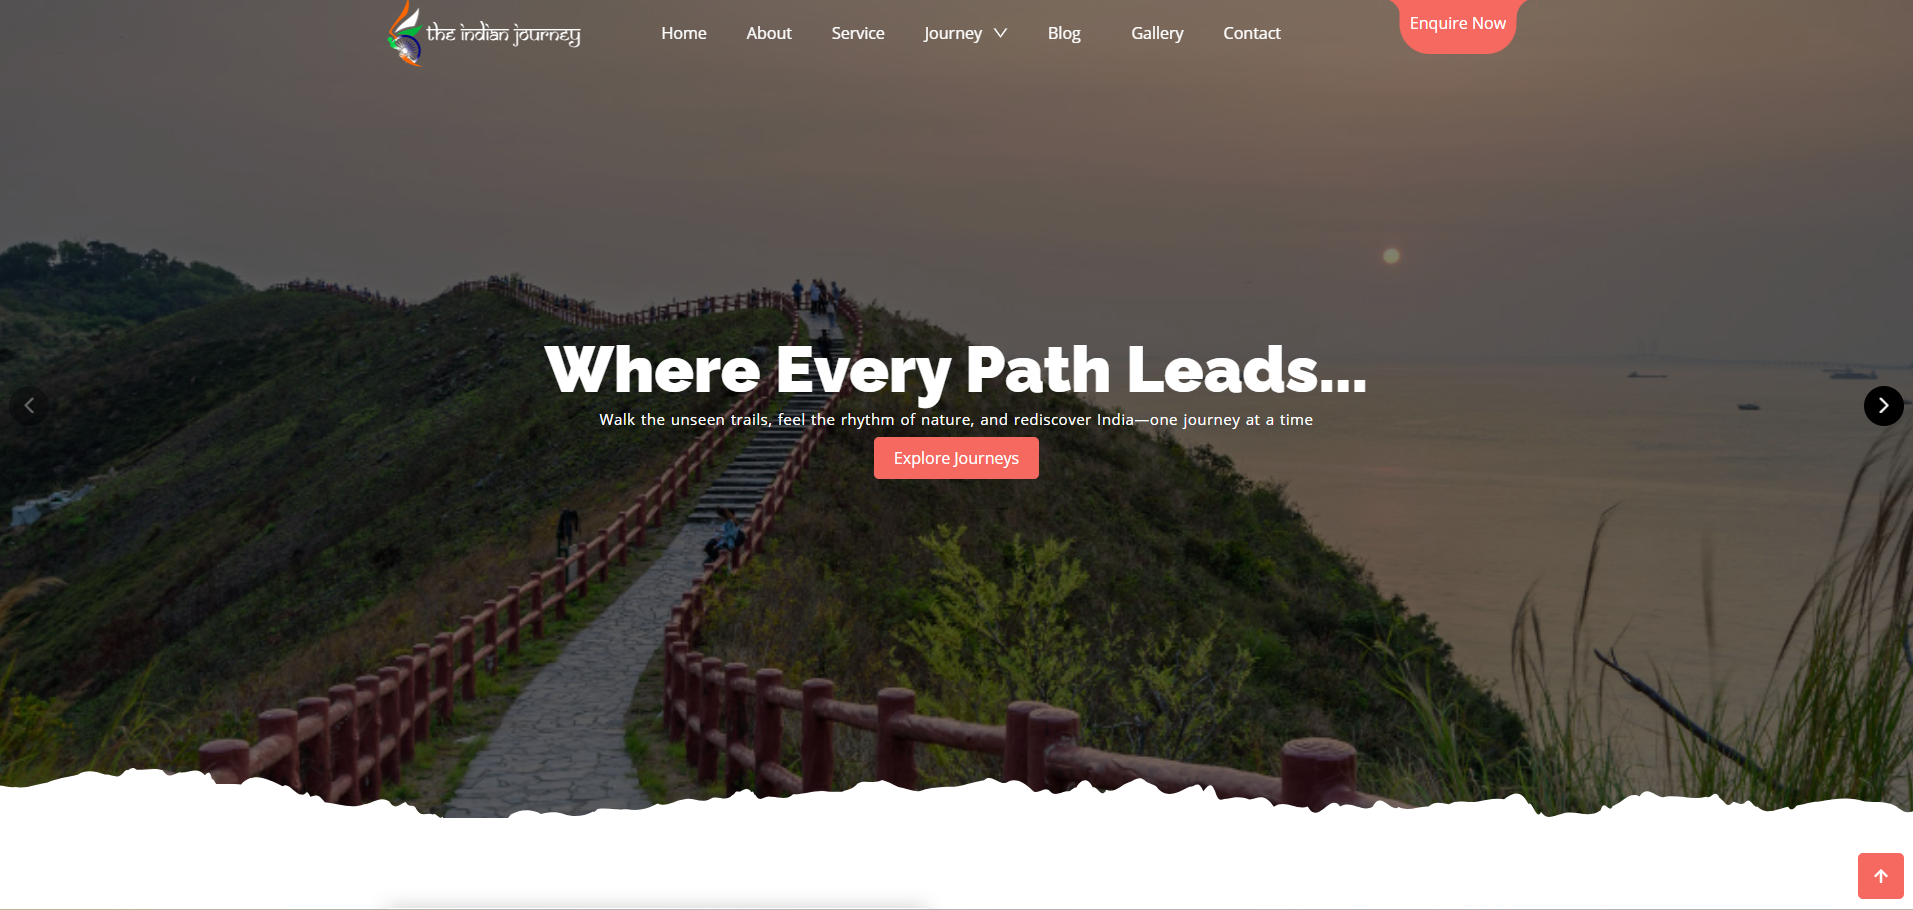 the indian journey
Home About Service Journey Blog Gallery Contact
Enquire Now
Where Every Path Leads...
Walk the unseen trails, feel the rhythm of nature, and rediscover India—one journey at a time
Explore Journeys